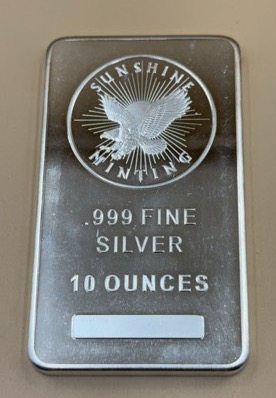 SUNSHINE
MINTING
.999 FINE
SILVER
10 OUNCES